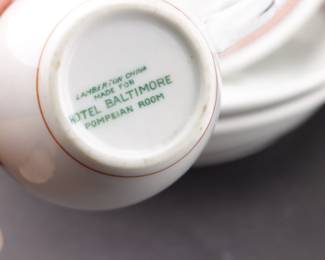 LAMBERTON CHINA
MADE FOR
HOTEL BALTIMORE
POMPEIAN ROOM